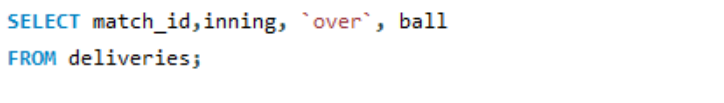 SELECT match_id,inning, `over`, ball
FROM deliveries;